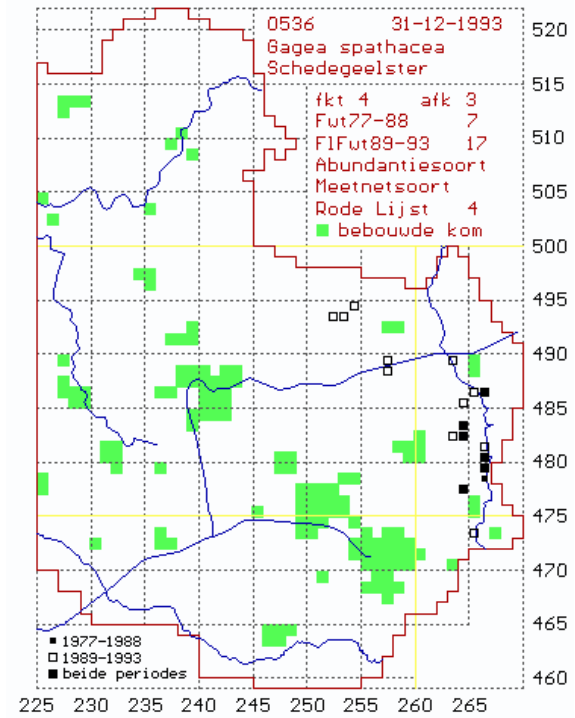 0536 31-12-1993
Gagea spathacea
Schedegeelster
fkt 4 afk 3
Fwt77-88 7
FlFwt89-93 17
Abundantiesoort
Meetnetsoort
Rode Lijst 4
bebouwde kom
520
515
510
505
500
495
490
485
480
475
470
465
460
1977-1988
1989-1993
beide periodes
225 230 235 240 245 250 255 260 265